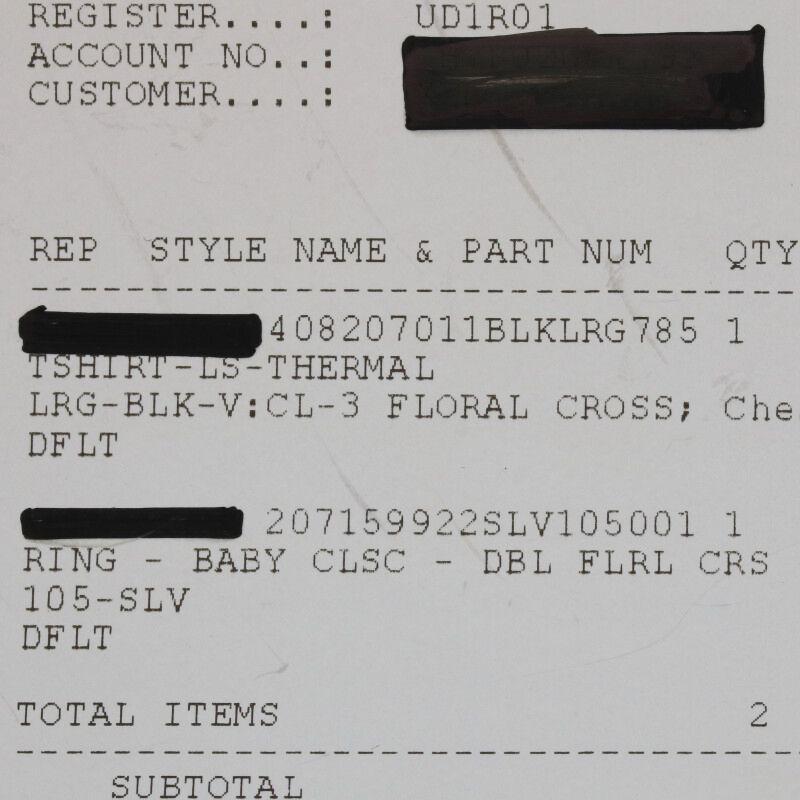 REGISTER....: UD1R01
ACCOUNT NO..:
CUSTOMER....:
REP STYLE NAME & PART NUM QTY
408207011BLKLRG785 1
TSHIRT-LS-THERMAL
LRG-BLK-V:CL-3 FLORAL CROSS; Che
DFLT
207159922SLV105001 1
RING - BABY CLSC - DBL FLRL CRS
105-SLV
DFLT
TOTAL ITEMS 2
SUBTOTAL